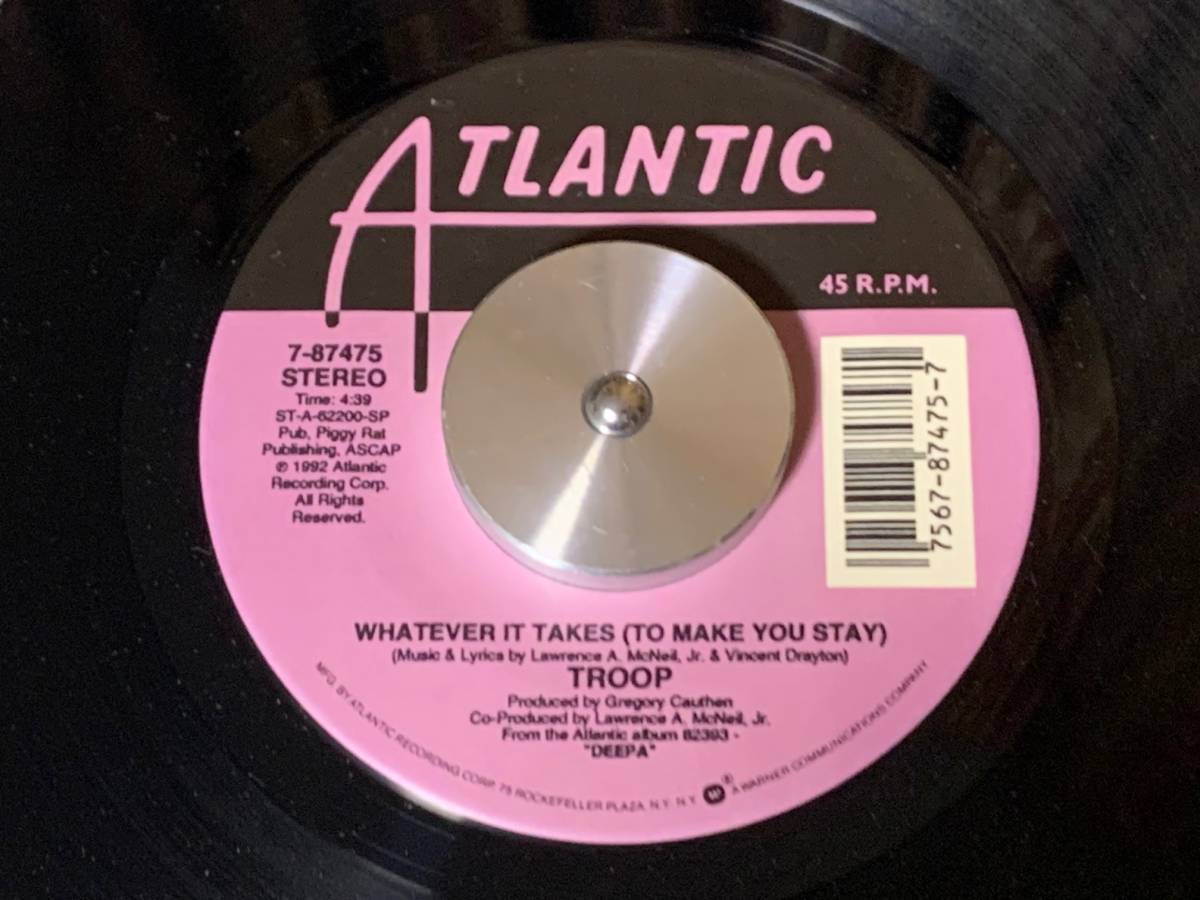 ATLANTIC
45 R.P.M.
7-87475
STEREO
Time: 4:39
ST-A-62200-SP
Pub, Piggy Rat
Publishing, ASCAP
℗ 1992 Atlantic
Recording Corp.
All Rights
Reserved.
7567-87475-7
WHATEVER IT TAKES (TO MAKE YOU STAY)
(Music & Lyrics by Lawrence A. McNeil, Jr. & Vincent Drayton)
TROOP
Produced by Gregory Cauthen
Co-Produced by Lawrence A. McNeil, Jr.
From the Atlantic album 82393 -
"DEEPA"
MFG. BY ATLANTIC RECORDING CORP. 75 ROCKEFELLER PLAZA, N.Y. N.Y. ® A WARNER COMMUNICATIONS COMPANY